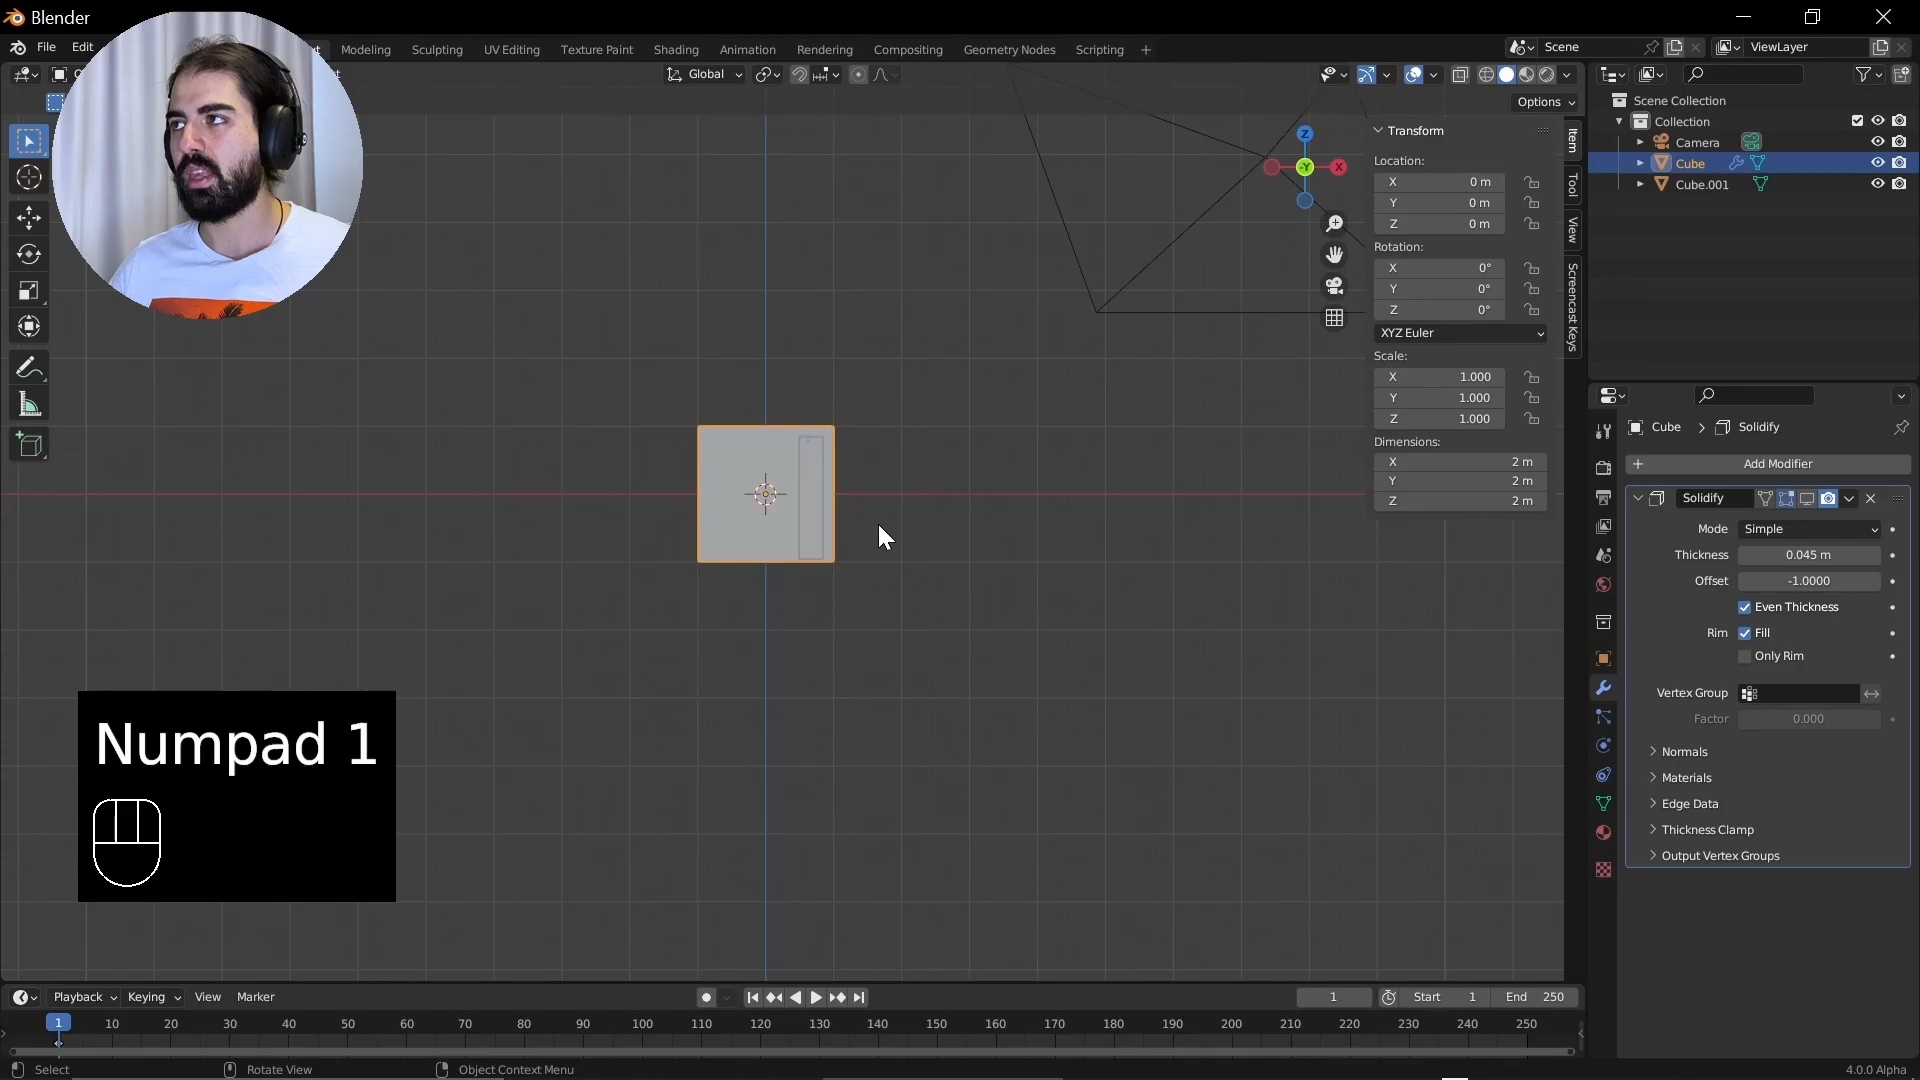 Blender
File
Edit
Modeling
Sculpting
UV Editing
Texture Paint
Shading
Animation
Rendering
Compositing
Geometry Nodes
Scripting
+
Scene
ViewLayer
Global
Options
Transform
Location:
X 0 m
Y 0 m
Z 0 m
Rotation:
X 0°
Y 0°
Z 0°
XYZ Euler
Scale:
X 1.000
Y 1.000
Z 1.000
Dimensions:
X 2 m
Y 2 m
Z 2 m
Item
Tool
View
Screencast Keys
Z
-Y
X
Scene Collection
Collection
Camera
Cube
Cube.001
Cube > Solidify
+ Add Modifier
Solidify
Mode Simple
Thickness 0.045 m
Offset -1.0000
Even Thickness
Rim Fill
Only Rim
Vertex Group
Factor 0.000
Normals
Materials
Edge Data
Thickness Clamp
Output Vertex Groups
Numpad 1
Playback
Keying
View
Marker
1
Start 1
End 250
1 10 20 30 40 50 60 70 80 90 100 110 120 130 140 150 160 170 180 190 200 210 220 230 240 250
Select
Rotate View
Object Context Menu
4.0.0 Alpha